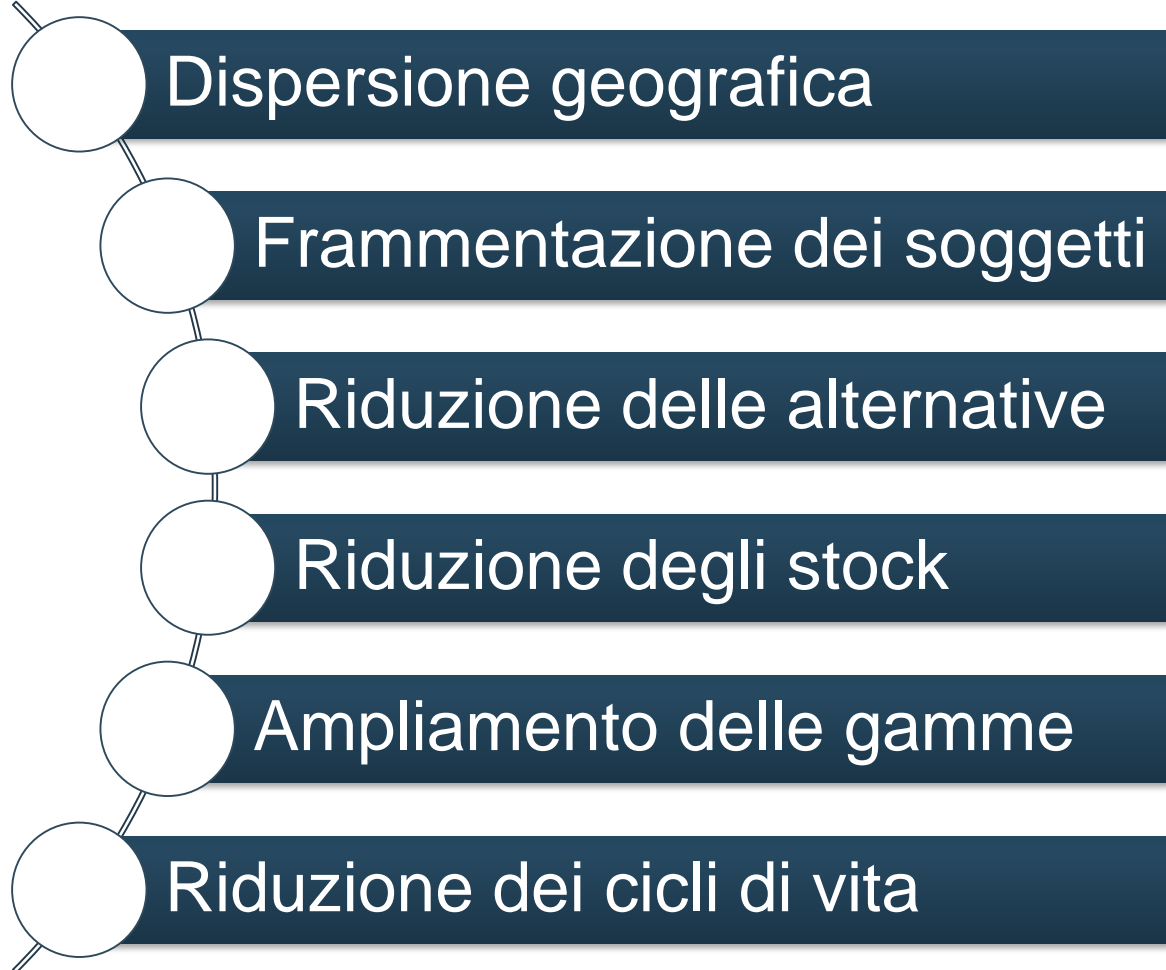 Dispersione geografica
Frammentazione dei soggetti
Riduzione delle alternative
Riduzione degli stock
Ampliamento delle gamme
Riduzione dei cicli di vita